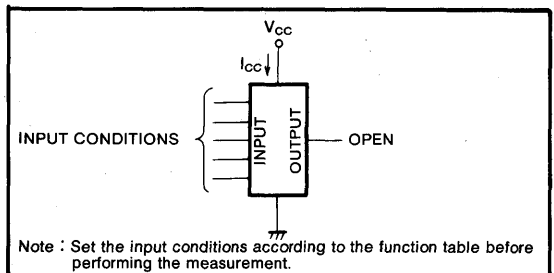 VCC
ICC ↓
INPUT CONDITIONS
INPUT
OUTPUT
OPEN
Note : Set the input conditions according to the function table before
performing the measurement.